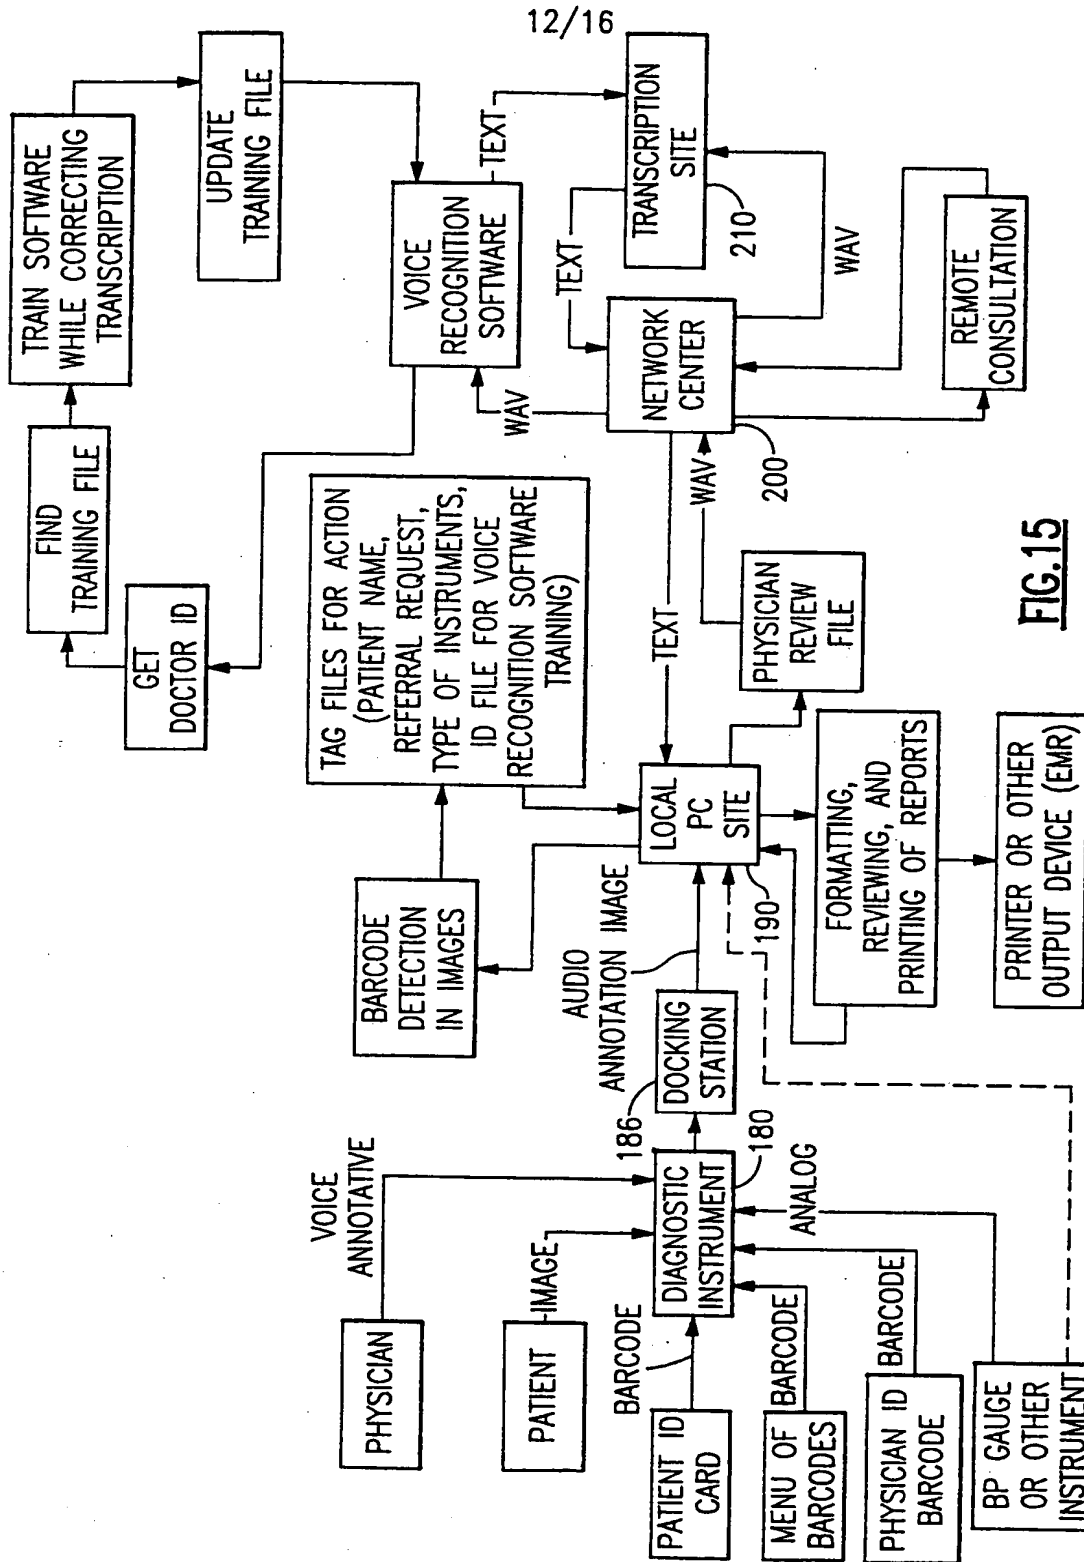 12/16
TRAIN SOFTWARE
WHILE CORRECTING
TRANSCRIPTION
UPDATE
TRAINING FILE
FIND
TRAINING FILE
GET
DOCTOR ID
VOICE
RECOGNITION
SOFTWARE
TEXT
TRANSCRIPTION
SITE
210
TEXT
WAV
NETWORK
CENTER
200
WAV
WAV
REMOTE
CONSULTATION
TAG FILES FOR ACTION
(PATIENT NAME,
REFERRAL REQUEST,
TYPE OF INSTRUMENTS,
ID FILE FOR VOICE
RECOGNITION SOFTWARE
TRAINING)
BARCODE
DETECTION
IN IMAGES
TEXT
PHYSICIAN
REVIEW
FILE
LOCAL
PC
SITE
190
AUDIO
ANNOTATION IMAGE
DOCKING
STATION
186
FORMATTING,
REVIEWING, AND
PRINTING OF REPORTS
PRINTER OR OTHER
OUTPUT DEVICE (EMR)
VOICE
ANNOTATIVE
PHYSICIAN
PATIENT
IMAGE
DIAGNOSTIC
INSTRUMENT
180
ANALOG
BARCODE
PATIENT ID
CARD
BARCODE
MENU OF
BARCODES
BARCODE
PHYSICIAN ID
BARCODE
BP GAUGE
OR OTHER
INSTRUMENT
FIG.15